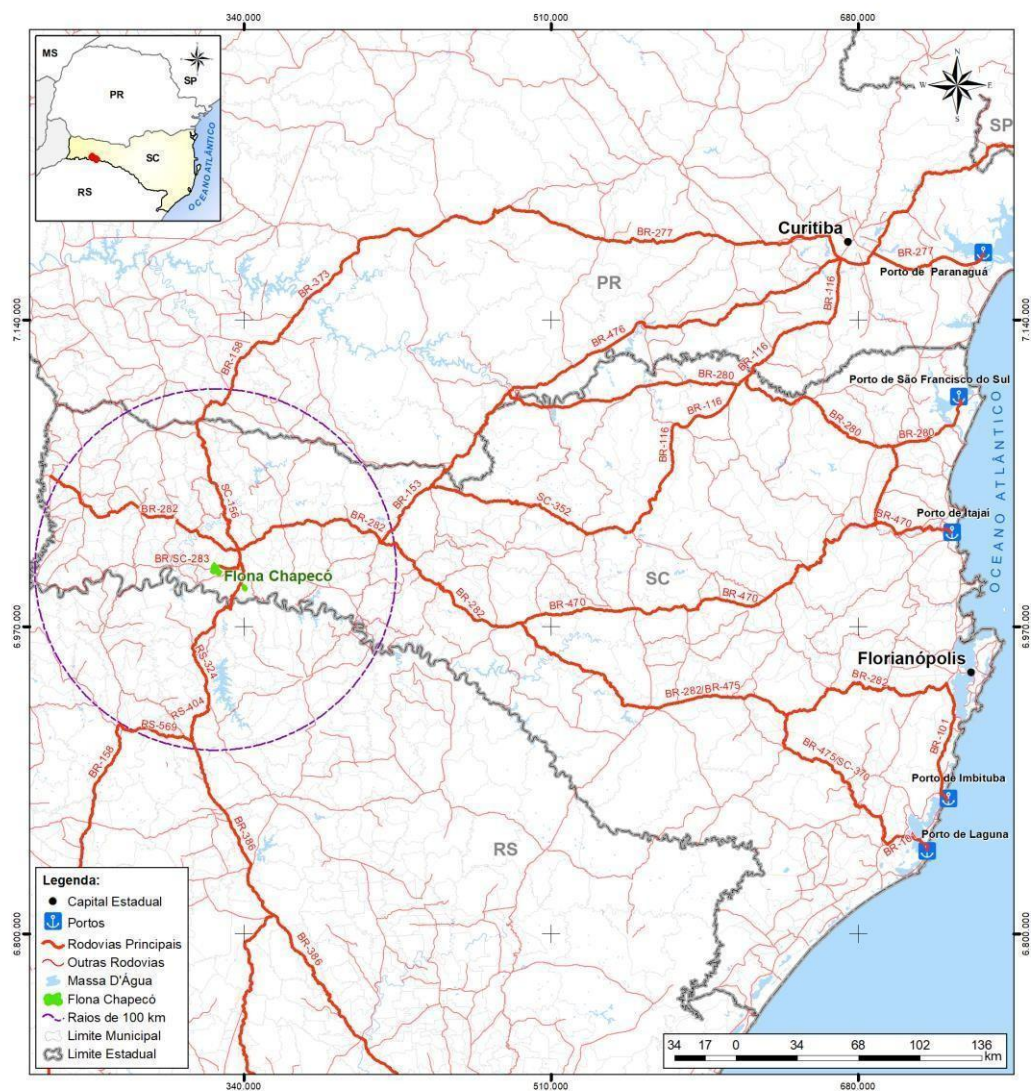 340.000
510.000
680.000
MS
SP
PR
SC
RS
OCEANO ATLÂNTICO
N
W
E
S
SP
Curitiba
BR-277
BR-277
Porto de Paranaguá
BR-373
PR
BR-116
7.140.000
7.140.000
BR-476
BR-158
BR-116
BR-280
Porto de São Francisco do Sul
BR-116
BR-280
BR-280
OCEANO ATLÂNTICO
BR-116
BR-153
SC-156
SC-352
BR-282
BR-282
Porto de Itajaí
BR-470
BR/SC-283
Flona Chapecó
SC
BR-282
BR-470
BR-470
6.970.000
6.970.000
RS-324
Florianópolis
BR-282/BR-475
BR-282
RS-404
RS-569
BR-101
BR-158
BR-475/SC-370
Porto de Imbituba
BR-386
Porto de Laguna
RS
Legenda:
Capital Estadual
Portos
Rodovias Principais
Outras Rodovias
Massa D'Água
Flona Chapecó
Raios de 100 km
Limite Municipal
Limite Estadual
BR-386
6.800.000
6.800.000
34 17 0 34 68 102 136
km
340.000
510.000
680.000